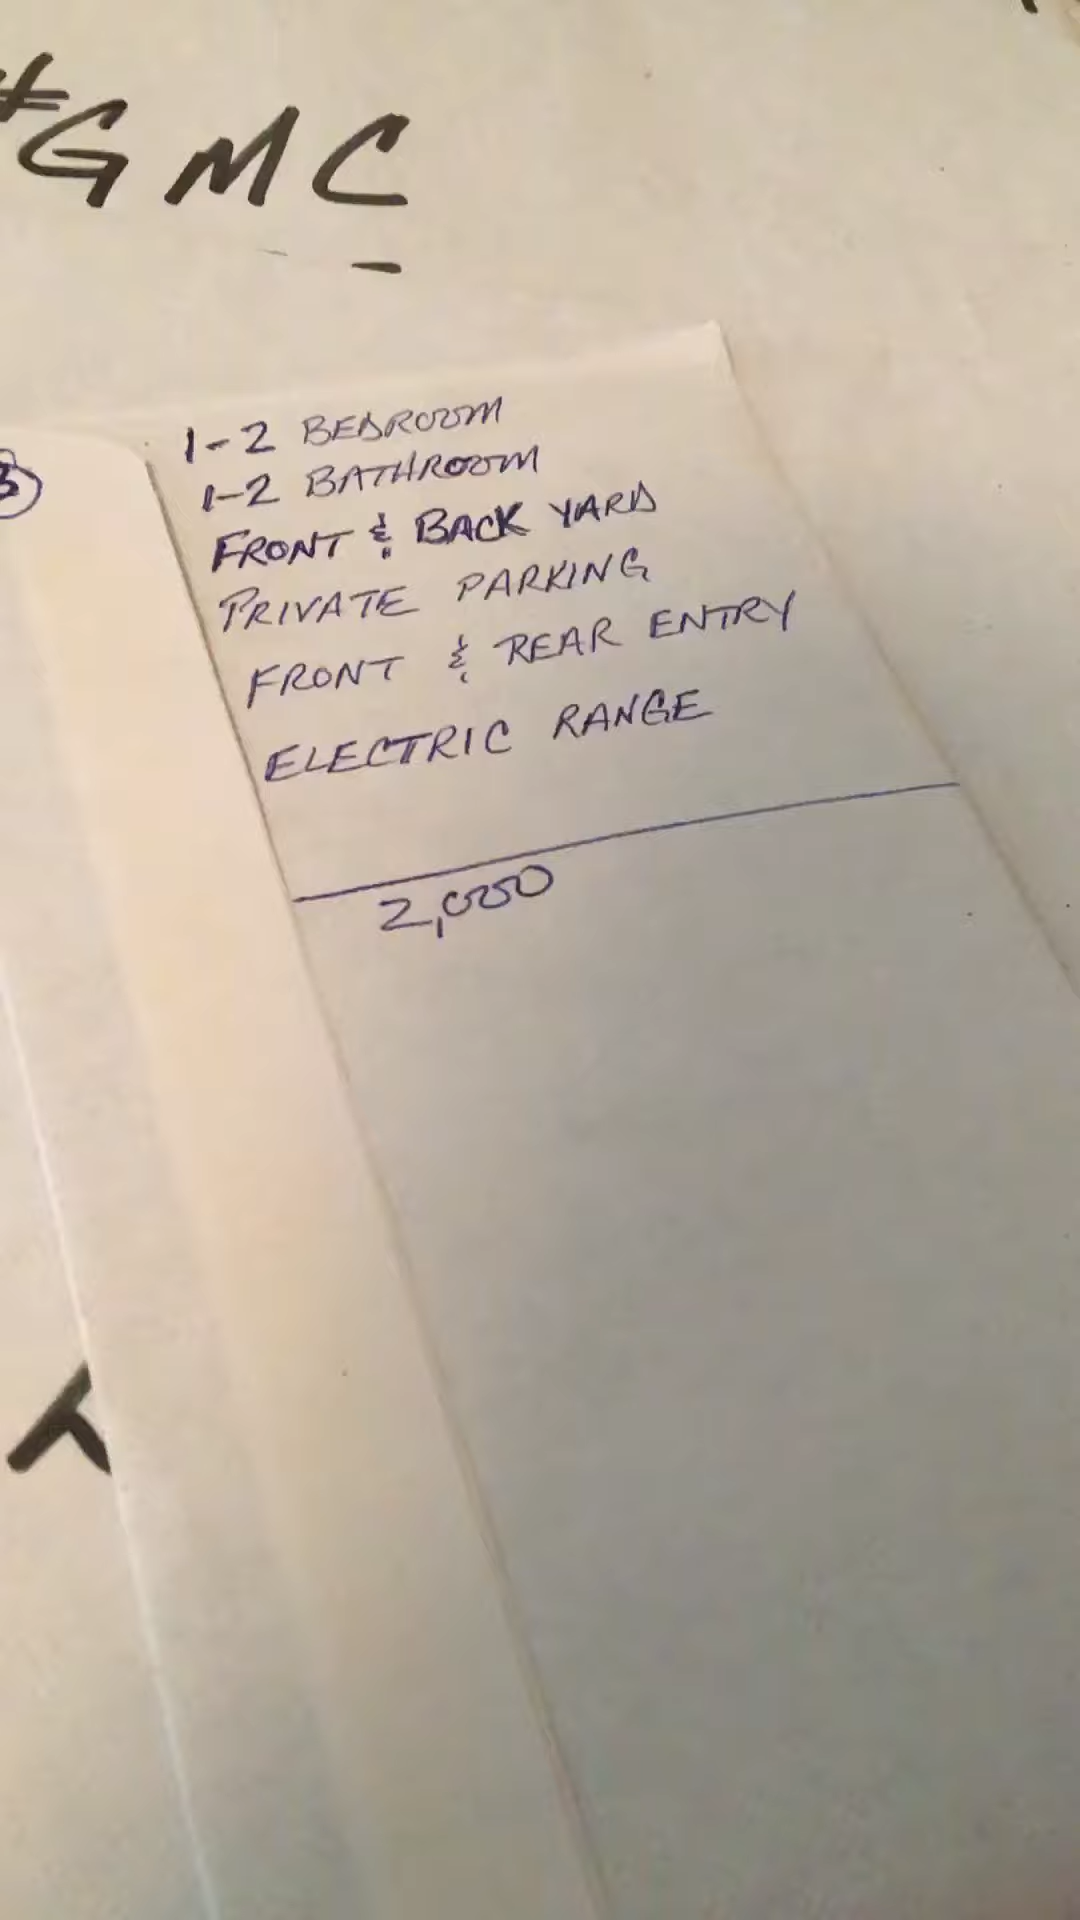 #GMC
1-2 BEDROOM
1-2 BATHROOM
FRONT & BACK YARD
PRIVATE PARKING
FRONT & REAR ENTRY
ELECTRIC RANGE
2,000